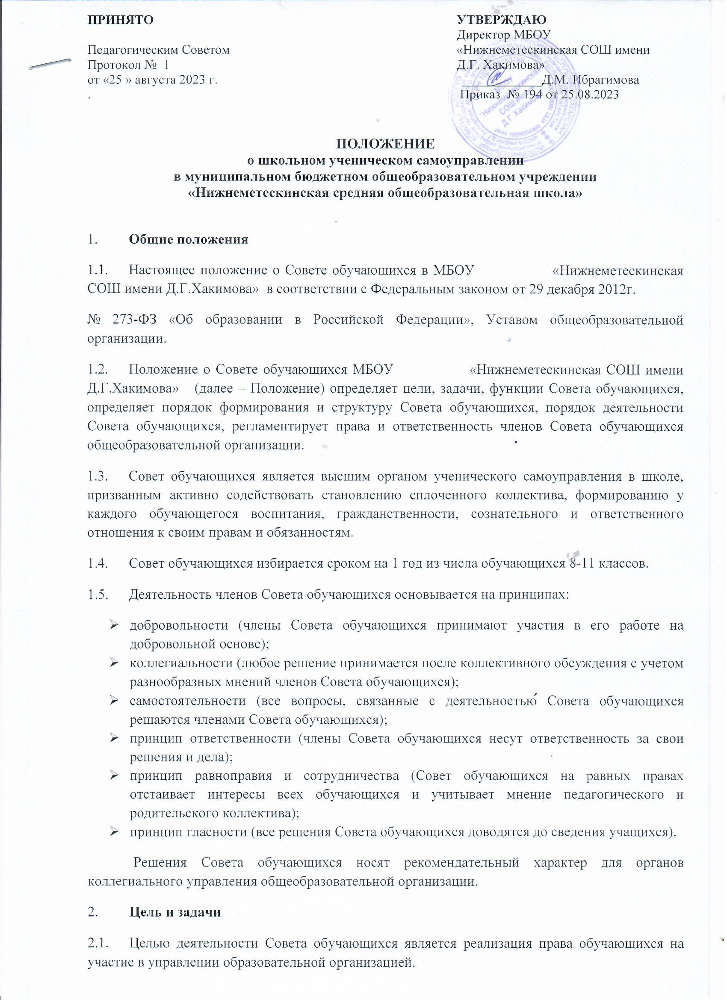 ПРИНЯТО
Педагогическим Советом
Протокол № 1
от «25 » августа 2023 г.
.
УТВЕРЖДАЮ
Директор МБОУ
«Нижнеметескинская СОШ имени
Д.Г. Хакимова»
____________Д.М. Ибрагимова
Приказ № 194 от 25.08.2023
МБОУ
"Нижнеметескинская
СОШ имени
Д.Г. Хакимова"
ИНН 1609004966
ПОЛОЖЕНИЕ
о школьном ученическом самоуправлении
в муниципальном бюджетном общеобразовательном учреждении
«Нижнеметескинская средняя общеобразовательная школа»
1. Общие положения
1.1. Настоящее положение о Совете обучающихся в МБОУ «Нижнеметескинская
СОШ имени Д.Г.Хакимова» в соответствии с Федеральным законом от 29 декабря 2012г.
№ 273-ФЗ «Об образовании в Российской Федерации», Уставом общеобразовательной
организации.
1.2. Положение о Совете обучающихся МБОУ «Нижнеметескинская СОШ имени
Д.Г.Хакимова» (далее – Положение) определяет цели, задачи, функции Совета обучающихся,
определяет порядок формирования и структуру Совета обучающихся, порядок деятельности
Совета обучающихся, регламентирует права и ответственность членов Совета обучающихся
общеобразовательной организации.
1.3. Совет обучающихся является высшим органом ученического самоуправления в школе,
призванным активно содействовать становлению сплоченного коллектива, формированию у
каждого обучающегося воспитания, гражданственности, сознательного и ответственного
отношения к своим правам и обязанностям.
1.4. Совет обучающихся избирается сроком на 1 год из числа обучающихся 8-11 классов.
1.5. Деятельность членов Совета обучающихся основывается на принципах:
➢ добровольности (члены Совета обучающихся принимают участия в его работе на
добровольной основе);
➢ коллегиальности (любое решение принимается после коллективного обсуждения с учетом
разнообразных мнений членов Совета обучающихся);
➢ самостоятельности (все вопросы, связанные с деятельностью Совета обучающихся
решаются членами Совета обучающихся);
➢ принцип ответственности (члены Совета обучающихся несут ответственность за свои
решения и дела);
➢ принцип равноправия и сотрудничества (Совет обучающихся на равных правах
отстаивает интересы всех обучающихся и учитывает мнение педагогического и
родительского коллектива);
➢ принцип гласности (все решения Совета обучающихся доводятся до сведения учащихся).
Решения Совета обучающихся носят рекомендательный характер для органов
коллегиального управления общеобразовательной организации.
2. Цель и задачи
2.1. Целью деятельности Совета обучающихся является реализация права обучающихся на
участие в управлении образовательной организацией.